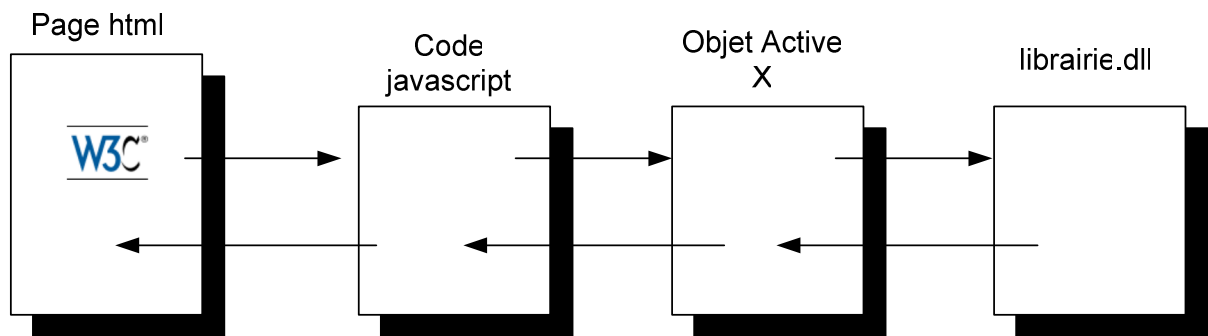 Page html
W3C®
Code
javascript
Objet Active
X
librairie.dll